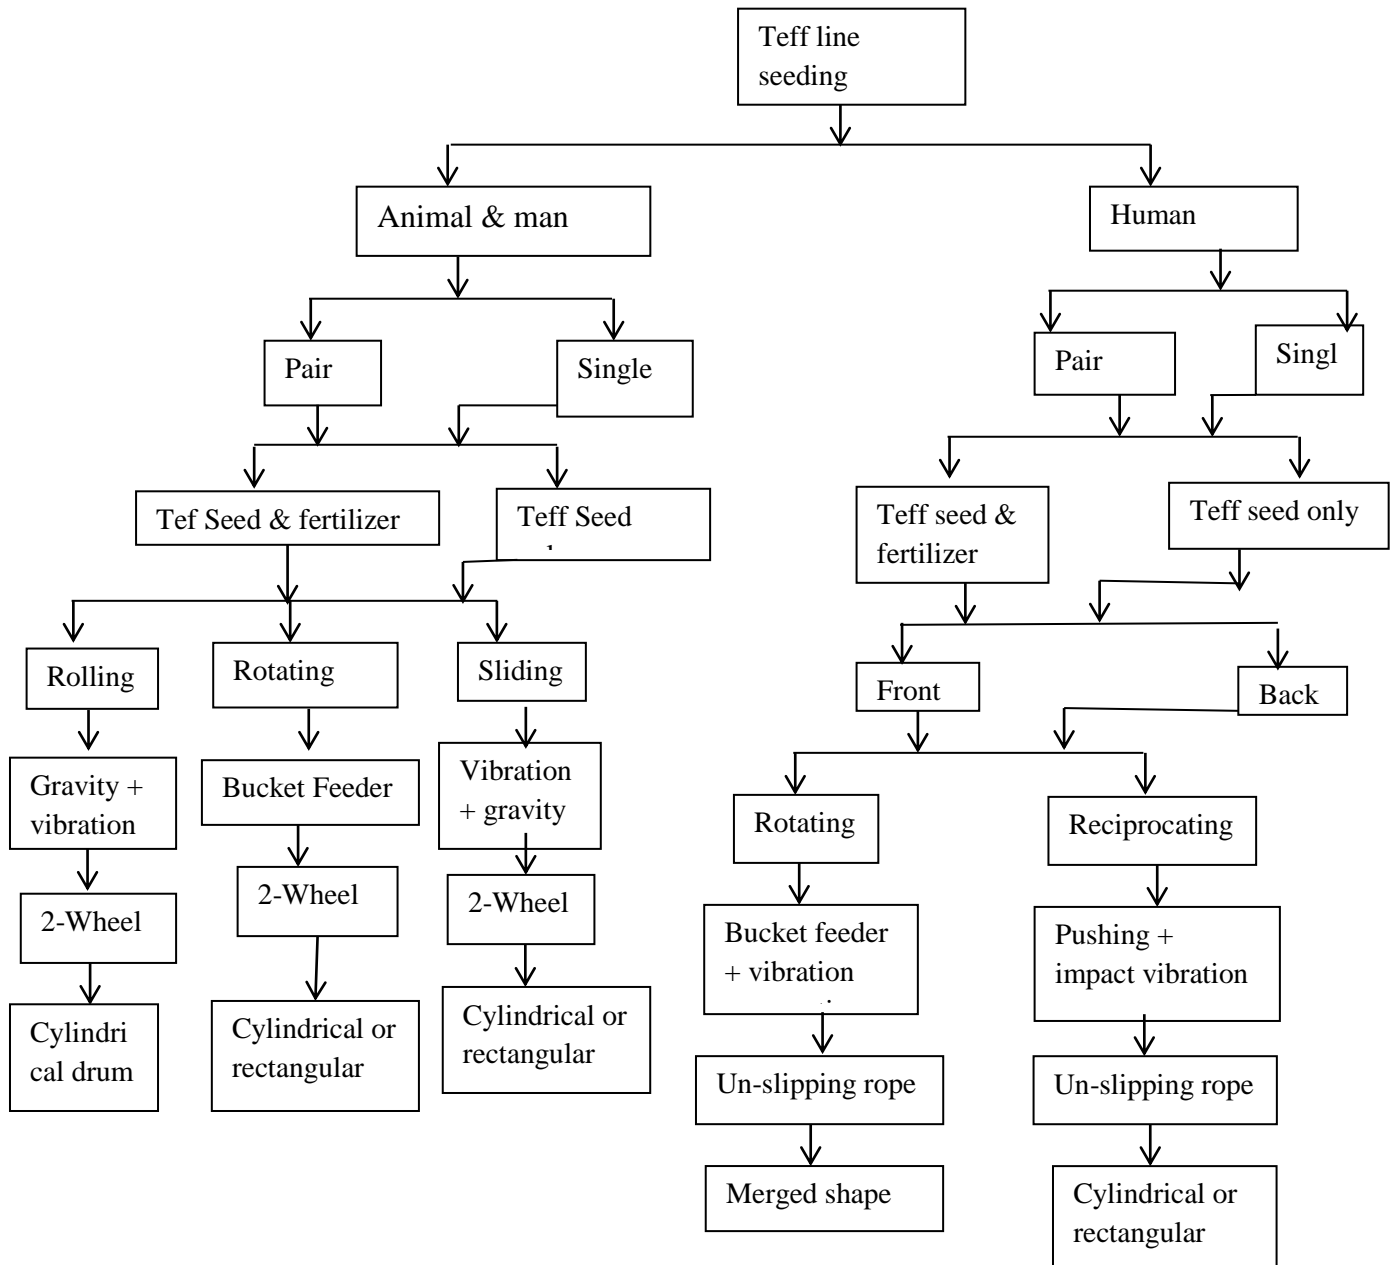 Teff line
seeding
Animal & man
Human
Pair
Single
Pair
Singl
Tef Seed & fertilizer
Teff Seed
Teff seed &
fertilizer
Teff seed only
Rolling
Rotating
Sliding
Front
Back
Gravity +
vibration
Bucket Feeder
Vibration
+ gravity
Rotating
Reciprocating
2-Wheel
2-Wheel
2-Wheel
Bucket feeder
+ vibration
Pushing +
impact vibration
Cylindri
cal drum
Cylindrical or
rectangular
Cylindrical or
rectangular
Un-slipping rope
Un-slipping rope
Merged shape
Cylindrical or
rectangular